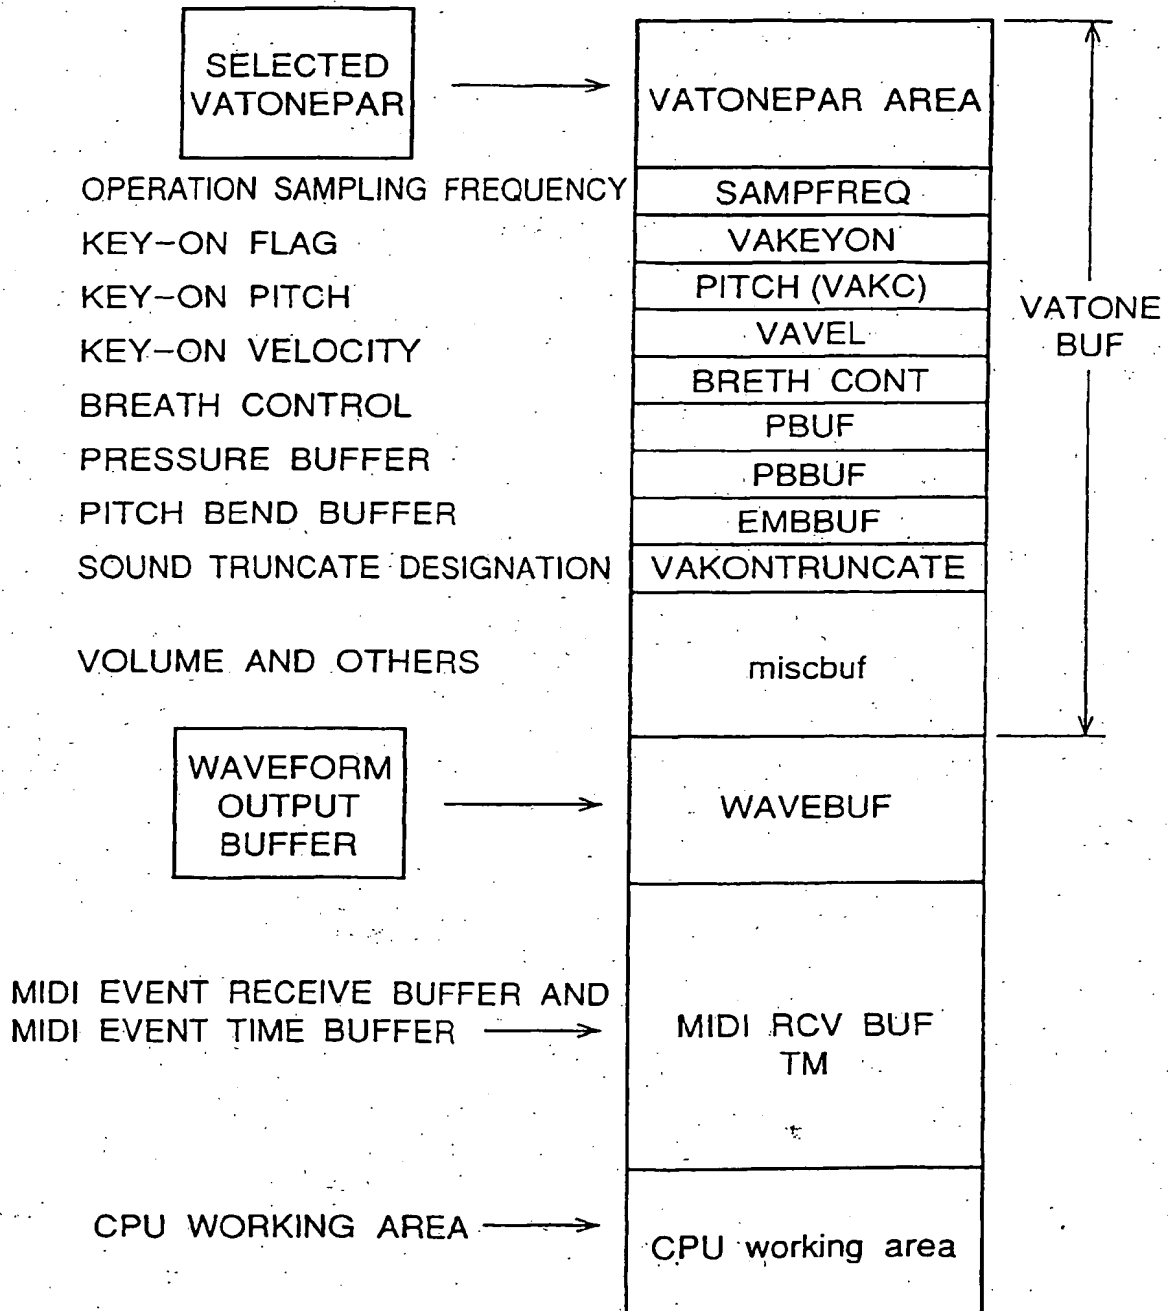 SELECTED
VATONEPAR
VATONEPAR AREA
OPERATION SAMPLING FREQUENCY
SAMPFREQ
KEY-ON FLAG
VAKEYON
KEY-ON PITCH
PITCH (VAKC)
KEY-ON VELOCITY
VAVEL
BREATH CONTROL
BRETH CONT
PRESSURE BUFFER
PBUF
PITCH BEND BUFFER
PBBUF
EMBBUF
SOUND TRUNCATE DESIGNATION
VAKONTRUNCATE
VOLUME AND OTHERS
miscbuf
VATONE
BUF
WAVEFORM
OUTPUT
BUFFER
WAVEBUF
MIDI EVENT RECEIVE BUFFER AND
MIDI EVENT TIME BUFFER
MIDI RCV BUF
TM
CPU WORKING AREA
CPU working area